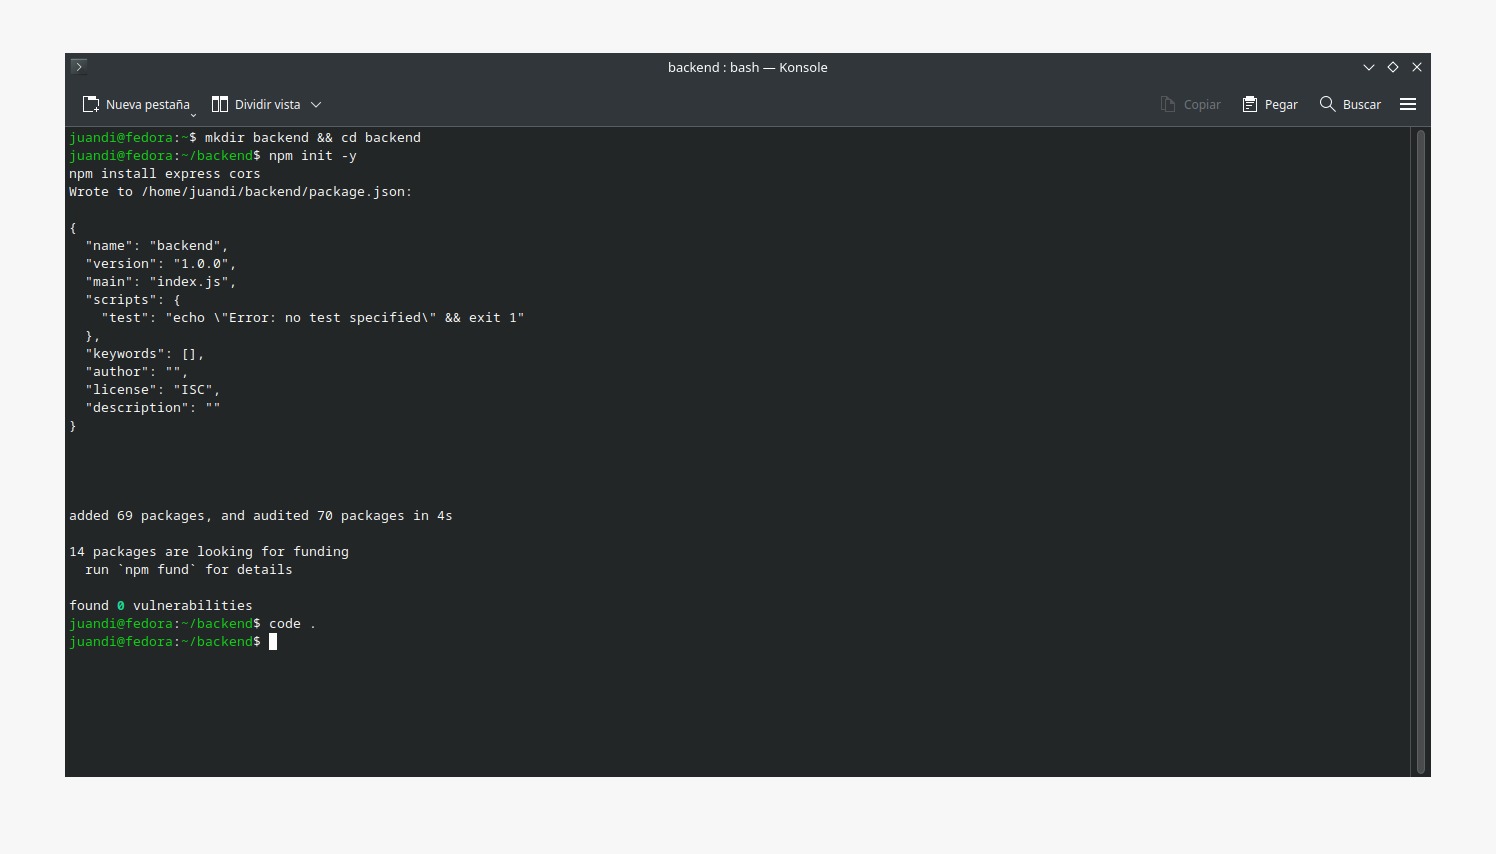 backend : bash — Konsole
Nueva pestaña Dividir vista Copiar Pegar Buscar
juandi@fedora:~$ mkdir backend && cd backend
juandi@fedora:~/backend$ npm init -y
npm install express cors
Wrote to /home/juandi/backend/package.json:
{
  "name": "backend",
  "version": "1.0.0",
  "main": "index.js",
  "scripts": {
    "test": "echo \"Error: no test specified\" && exit 1"
  },
  "keywords": [],
  "author": "",
  "license": "ISC",
  "description": ""
}
added 69 packages, and audited 70 packages in 4s
14 packages are looking for funding
  run `npm fund` for details
found 0 vulnerabilities
juandi@fedora:~/backend$ code .
juandi@fedora:~/backend$